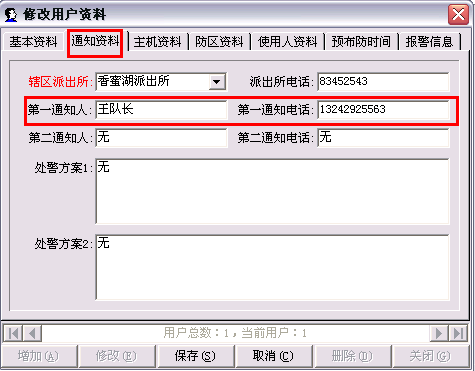 修改用户资料
基本资料 通知资料 主机资料 防区资料 使用人资料 预布防时间 报警信息
辖区派出所: 香蜜湖派出所 派出所电话: 83452543
第一通知人: 王队长 第一通知电话: 13242925563
第二通知人: 无 第二通知电话: 无
处警方案1: 无
处警方案2: 无
用户总数：1，当前用户：1
增加(A) 修改(E) 保存(S) 取消(C) 删除(D) 关闭(G)